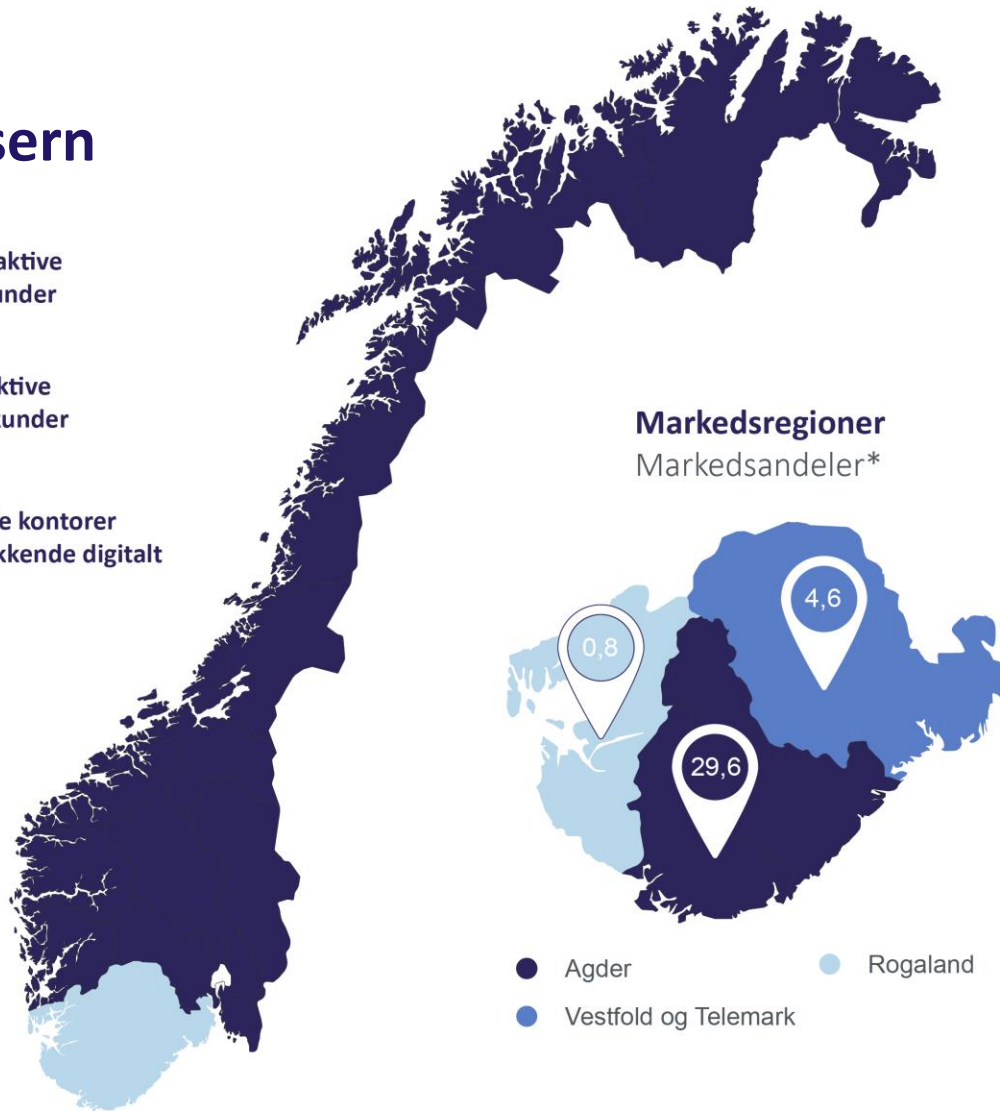 sern
aktive
under
ktive
kunder
e kontorer
kkende digitalt
Markedsregioner
Markedsandeler*
4,6
0,8
29,6
Agder
Rogaland
Vestfold og Telemark